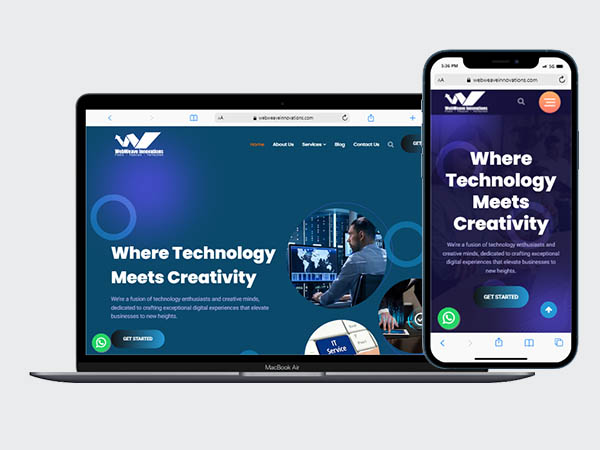 webweaveinnovations.com
WebWeave Innovations
Home
About Us
Services
Blog
Contact Us
GET
Where Technology
Meets Creativity
We're a fusion of technology enthusiasts and creative minds,
dedicated to crafting exceptional digital experiences that elevate
businesses to new heights.
GET STARTED
IT
Service
MacBook Air
5:36 PM
5G
AA
webweaveinnovations.com
WebWeave Innovations
Where
Technology
Meets
Creativity
We're a fusion of technology enthusiasts and
creative minds, dedicated to crafting exceptional
digital experiences that elevate businesses to
new heights.
GET STARTED